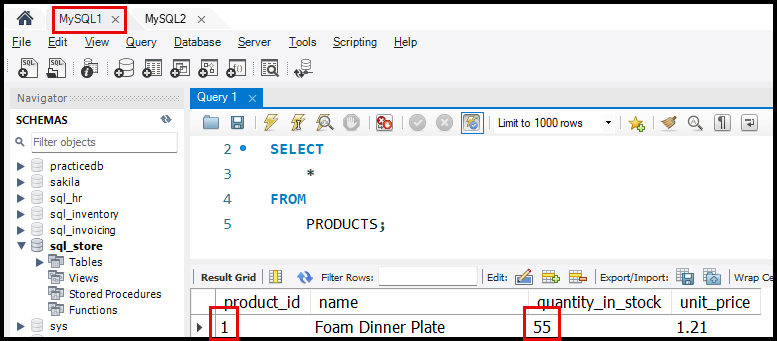 MySQL1 MySQL2
File Edit View Query Database Server Tools Scripting Help
SQL SQL
Navigator
SCHEMAS
Filter objects
practicedb
sakila
sql_hr
sql_inventory
sql_invoicing
sql_store
Tables
Views
Stored Procedures
Functions
sys
Query 1
Limit to 1000 rows
2 SELECT
3 *
4 FROM
5 PRODUCTS;
Result Grid Filter Rows: Edit: Export/Import: Wrap Ce
product_id name quantity_in_stock unit_price
1 Foam Dinner Plate 55 1.21